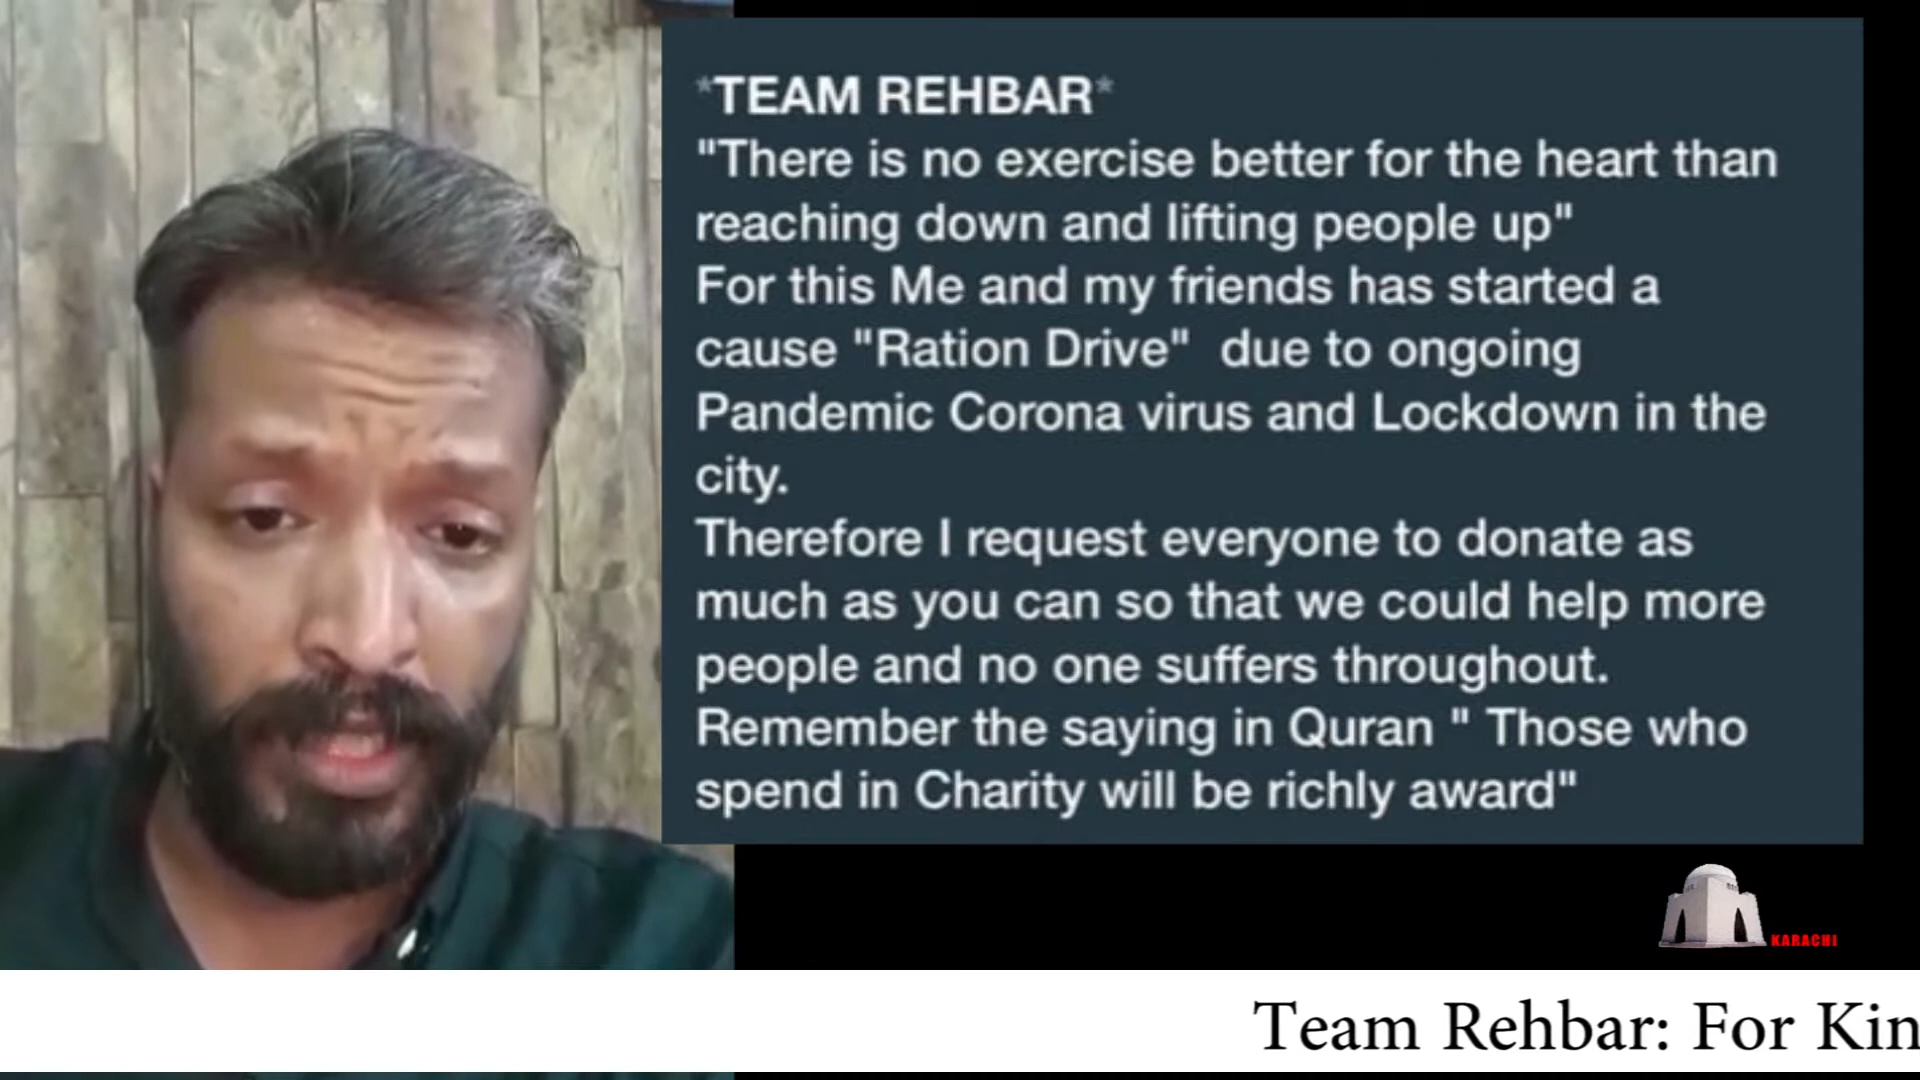 *TEAM REHBAR*
"There is no exercise better for the heart than
reaching down and lifting people up"
For this Me and my friends has started a
cause "Ration Drive"  due to ongoing
Pandemic Corona virus and Lockdown in the
city.
Therefore I request everyone to donate as
much as you can so that we could help more
people and no one suffers throughout.
Remember the saying in Quran " Those who
spend in Charity will be richly award"
KARACHI
Team Rehbar: For Kin